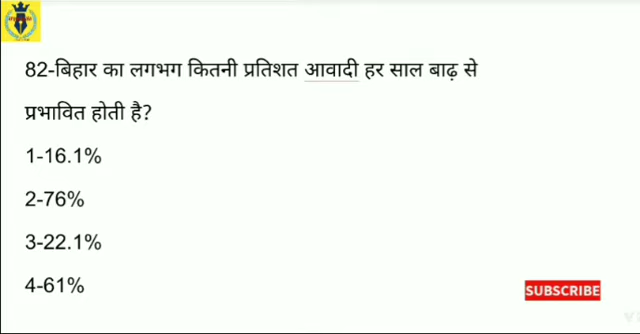 82-बिहार का लगभग कितनी प्रतिशत आवादी हर साल बाढ़ से
प्रभावित होती है?
1-16.1%
2-76%
3-22.1%
4-61%
SUBSCRIBE